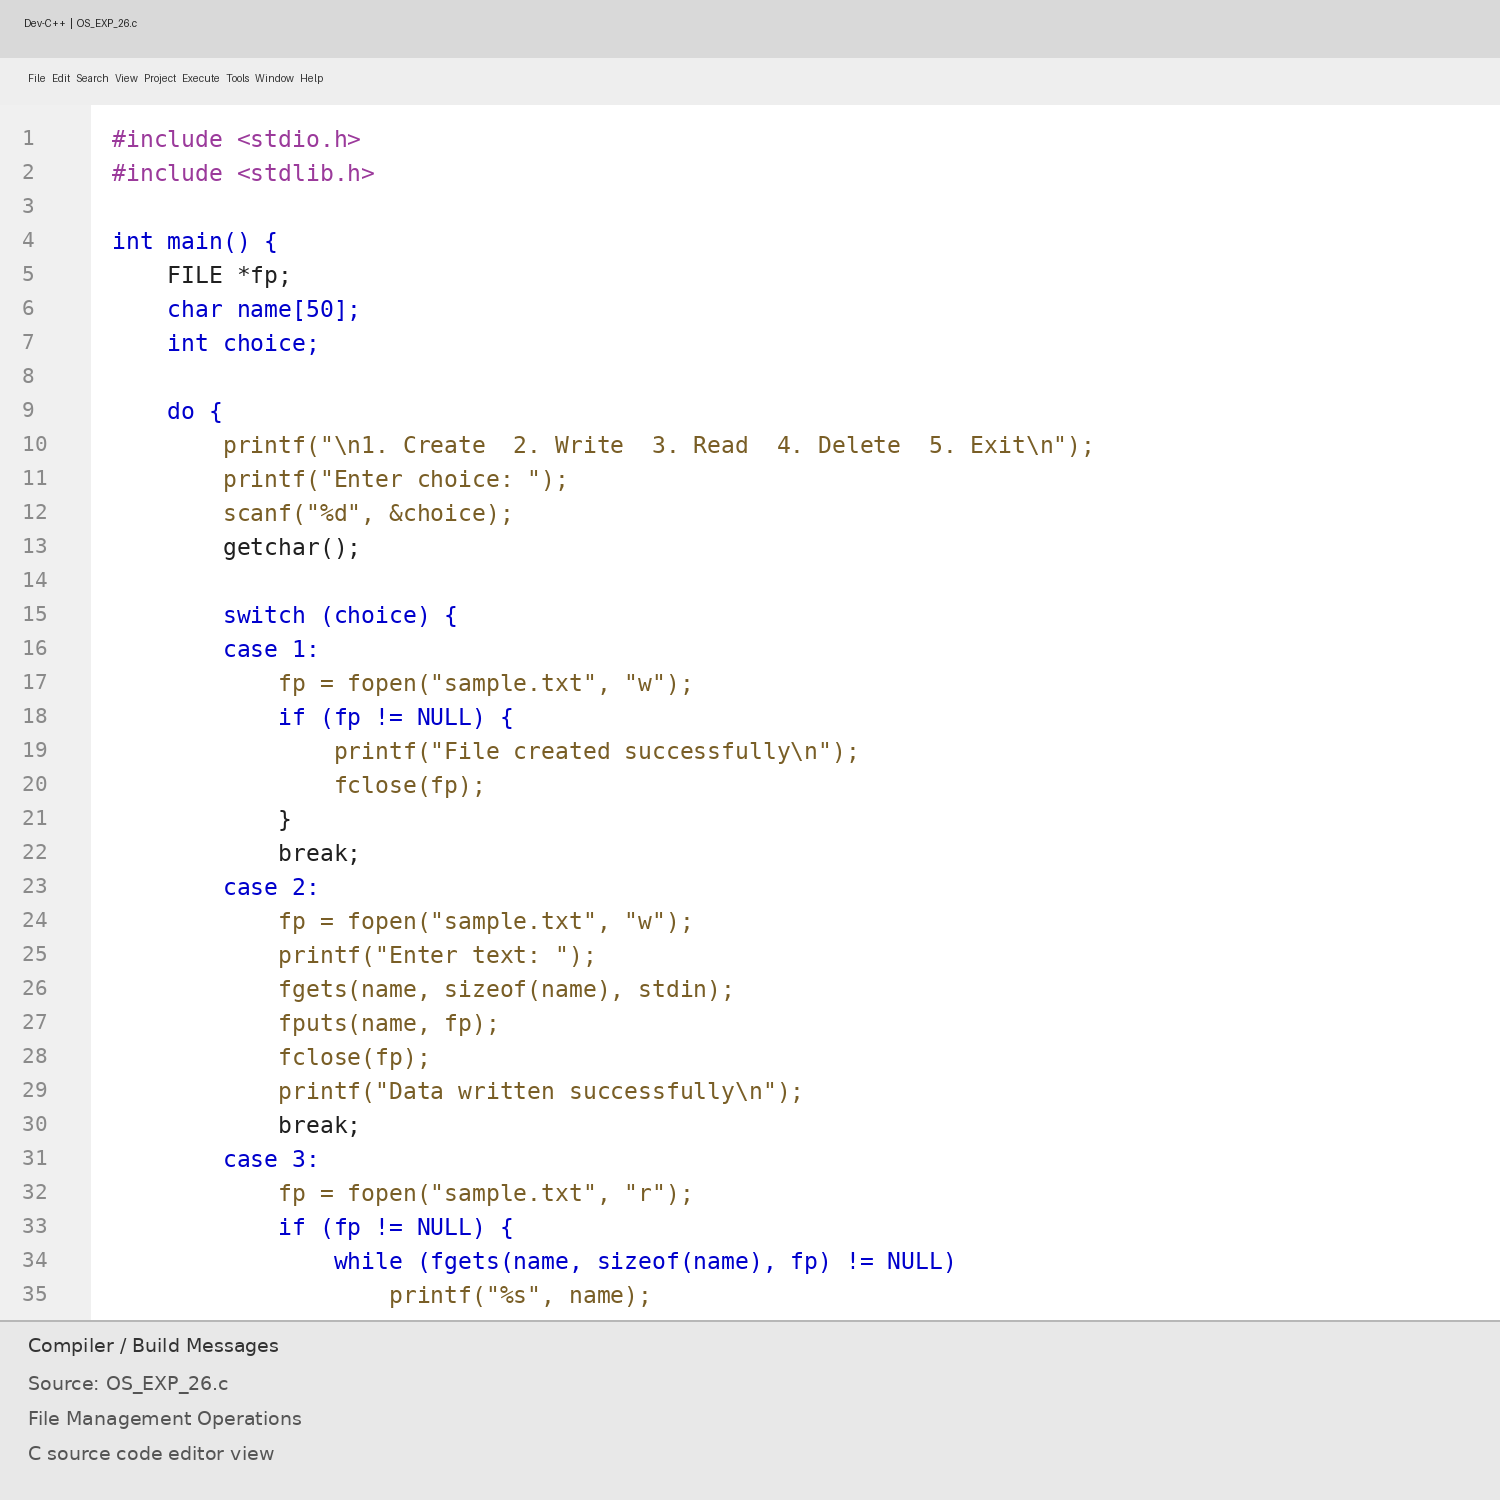 Dev-C++ | OS_EXP_26.c
File Edit Search View Project Execute Tools Window Help
1 #include <stdio.h>
2 #include <stdlib.h>
3
4 int main() {
5     FILE *fp;
6     char name[50];
7     int choice;
8
9     do {
10         printf("\n1. Create  2. Write  3. Read  4. Delete  5. Exit\n");
11         printf("Enter choice: ");
12         scanf("%d", &choice);
13         getchar();
14
15         switch (choice) {
16         case 1:
17             fp = fopen("sample.txt", "w");
18             if (fp != NULL) {
19                 printf("File created successfully\n");
20                 fclose(fp);
21             }
22             break;
23         case 2:
24             fp = fopen("sample.txt", "w");
25             printf("Enter text: ");
26             fgets(name, sizeof(name), stdin);
27             fputs(name, fp);
28             fclose(fp);
29             printf("Data written successfully\n");
30             break;
31         case 3:
32             fp = fopen("sample.txt", "r");
33             if (fp != NULL) {
34                 while (fgets(name, sizeof(name), fp) != NULL)
35                     printf("%s", name);
Compiler / Build Messages
Source: OS_EXP_26.c
File Management Operations
C source code editor view